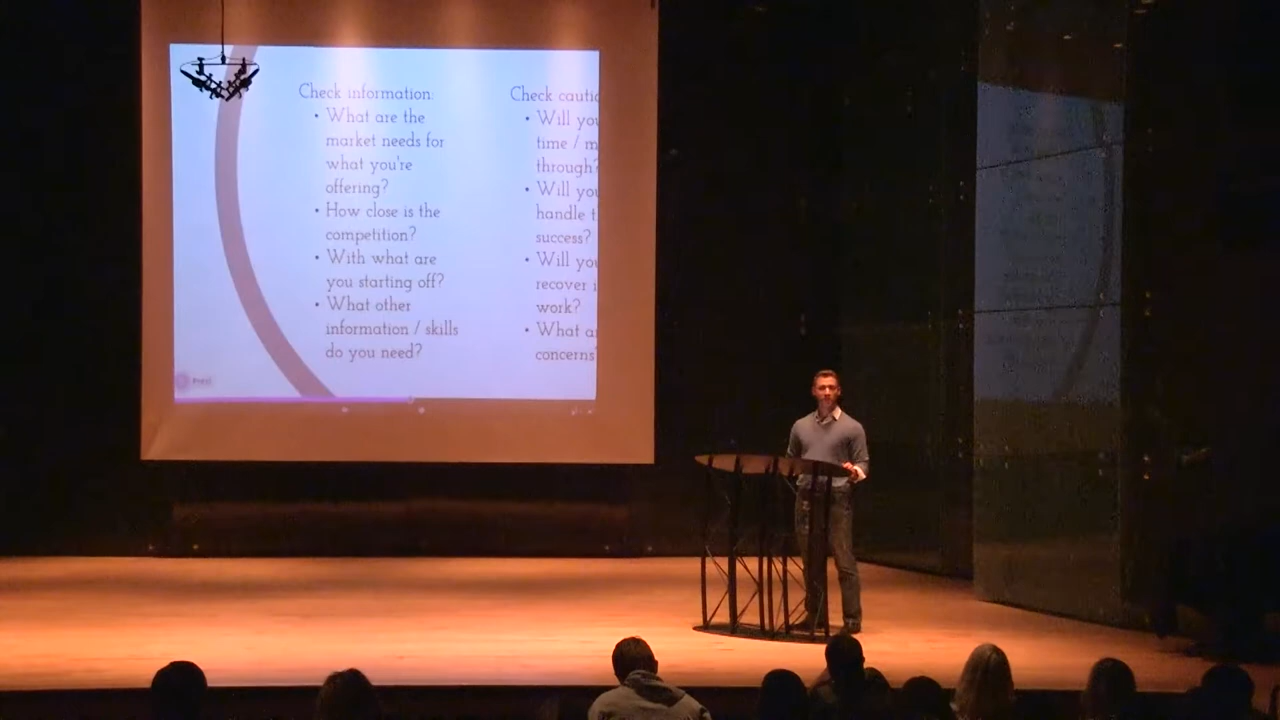 Check information:
• What are the
market needs for
what you're
offering?
• How close is the
competition?
• With what are
you starting off?
• What other
information / skills
do you need?
Check cautio
• Will you
time / m
through?
• Will you
handle t
success?
• Will you
recover i
work?
• What ar
concerns?
Prezi